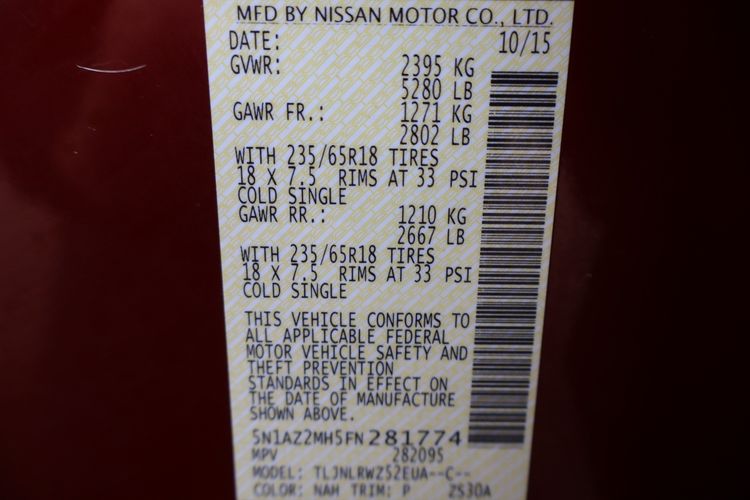 MFD BY NISSAN MOTOR CO., LTD.
DATE: 10/15
GVWR: 2395 KG
5280 LB
GAWR FR.: 1271 KG
2802 LB
WITH 235/65R18 TIRES
18 X 7.5 RIMS AT 33 PSI
COLD SINGLE
GAWR RR.: 1210 KG
2667 LB
WITH 235/65R18 TIRES
18 X 7.5 RIMS AT 33 PSI
COLD SINGLE
THIS VEHICLE CONFORMS TO
ALL APPLICABLE FEDERAL
MOTOR VEHICLE SAFETY AND
THEFT PREVENTION
STANDARDS IN EFFECT ON
THE DATE OF MANUFACTURE
SHOWN ABOVE.
5N1AZ2MH5FN281774
MPV 282095
MODEL: TLJNLRWZ52EUA--C--
COLOR: NAH TRIM: P 2S30A